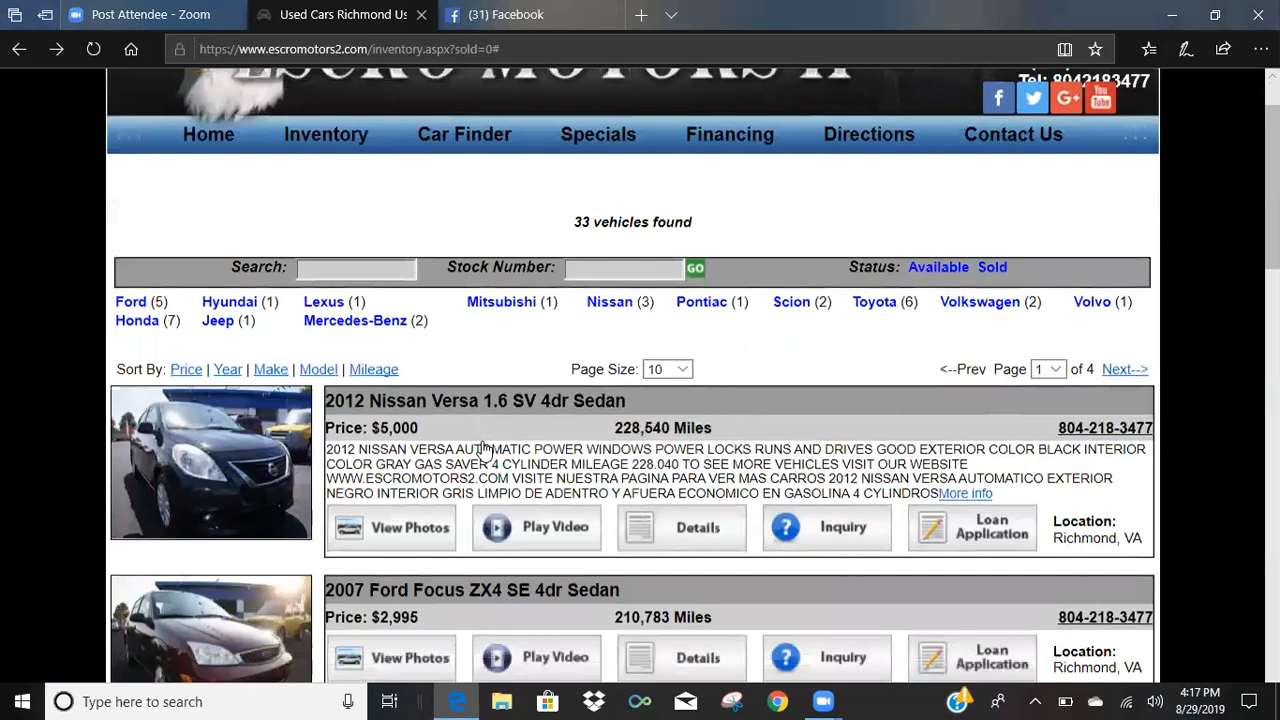 Post Attendee - Zoom
Used Cars Richmond Us
(31) Facebook
https://www.escromotors2.com/inventory.aspx?sold=0#
ESCRO MOTORS II
Tel: 8042183477
You Tube
Home Inventory Car Finder Specials Financing Directions Contact Us
33 vehicles found
Search: Stock Number: GO Status: Available Sold
Ford (5) Hyundai (1) Lexus (1) Mitsubishi (1) Nissan (3) Pontiac (1) Scion (2) Toyota (6) Volkswagen (2) Volvo (1)
Honda (7) Jeep (1) Mercedes-Benz (2)
Sort By: Price | Year | Make | Model | Mileage Page Size: 10 <--Prev Page 1 of 4 Next-->
2012 Nissan Versa 1.6 SV 4dr Sedan
Price: $5,000 228,540 Miles 804-218-3477
2012 NISSAN VERSA AUTOMATIC POWER WINDOWS POWER LOCKS RUNS AND DRIVES GOOD EXTERIOR COLOR BLACK INTERIOR
COLOR GRAY GAS SAVER 4 CYLINDER MILEAGE 228.040 TO SEE MORE VEHICLES VISIT OUR WEBSITE
WWW.ESCROMOTORS2.COM VISITE NUESTRA PAGINA PARA VER MAS CARROS 2012 NISSAN VERSA AUTOMATICO EXTERIOR
NEGRO INTERIOR GRIS LIMPIO DE ADENTRO Y AFUERA ECONOMICO EN GASOLINA 4 CYLINDROSMore info
View Photos Play Video Details Inquiry Loan Application Location: Richmond, VA
2007 Ford Focus ZX4 SE 4dr Sedan
Price: $2,995 210,783 Miles 804-218-3477
View Photos Play Video Details Inquiry Loan Application Location: Richmond, VA
Type here to search
4:17 PM
8/29/2019